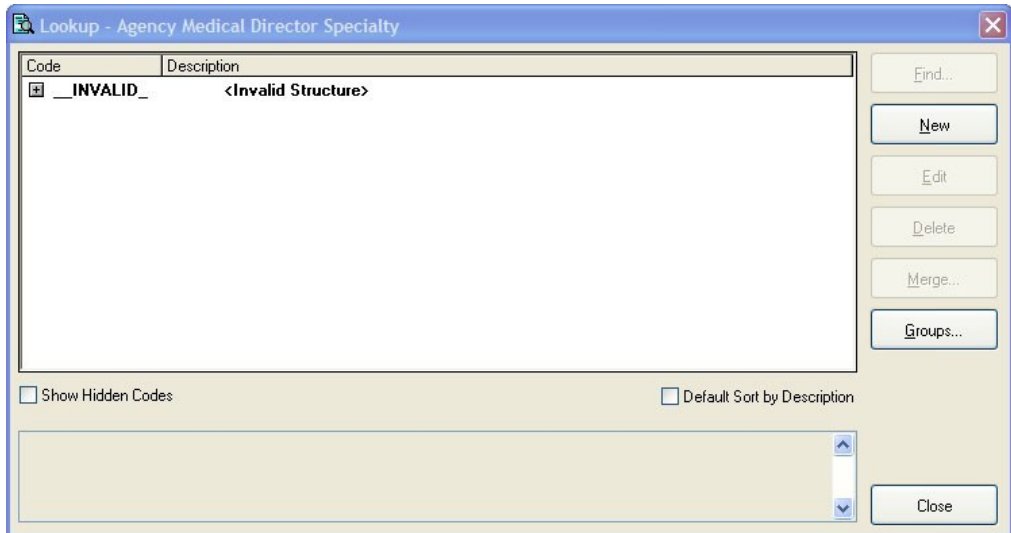 Lookup - Agency Medical Director Specialty
Code Description
__INVALID_ <Invalid Structure>
Find...
New
Edit
Delete
Merge...
Groups...
Show Hidden Codes
Default Sort by Description
Close